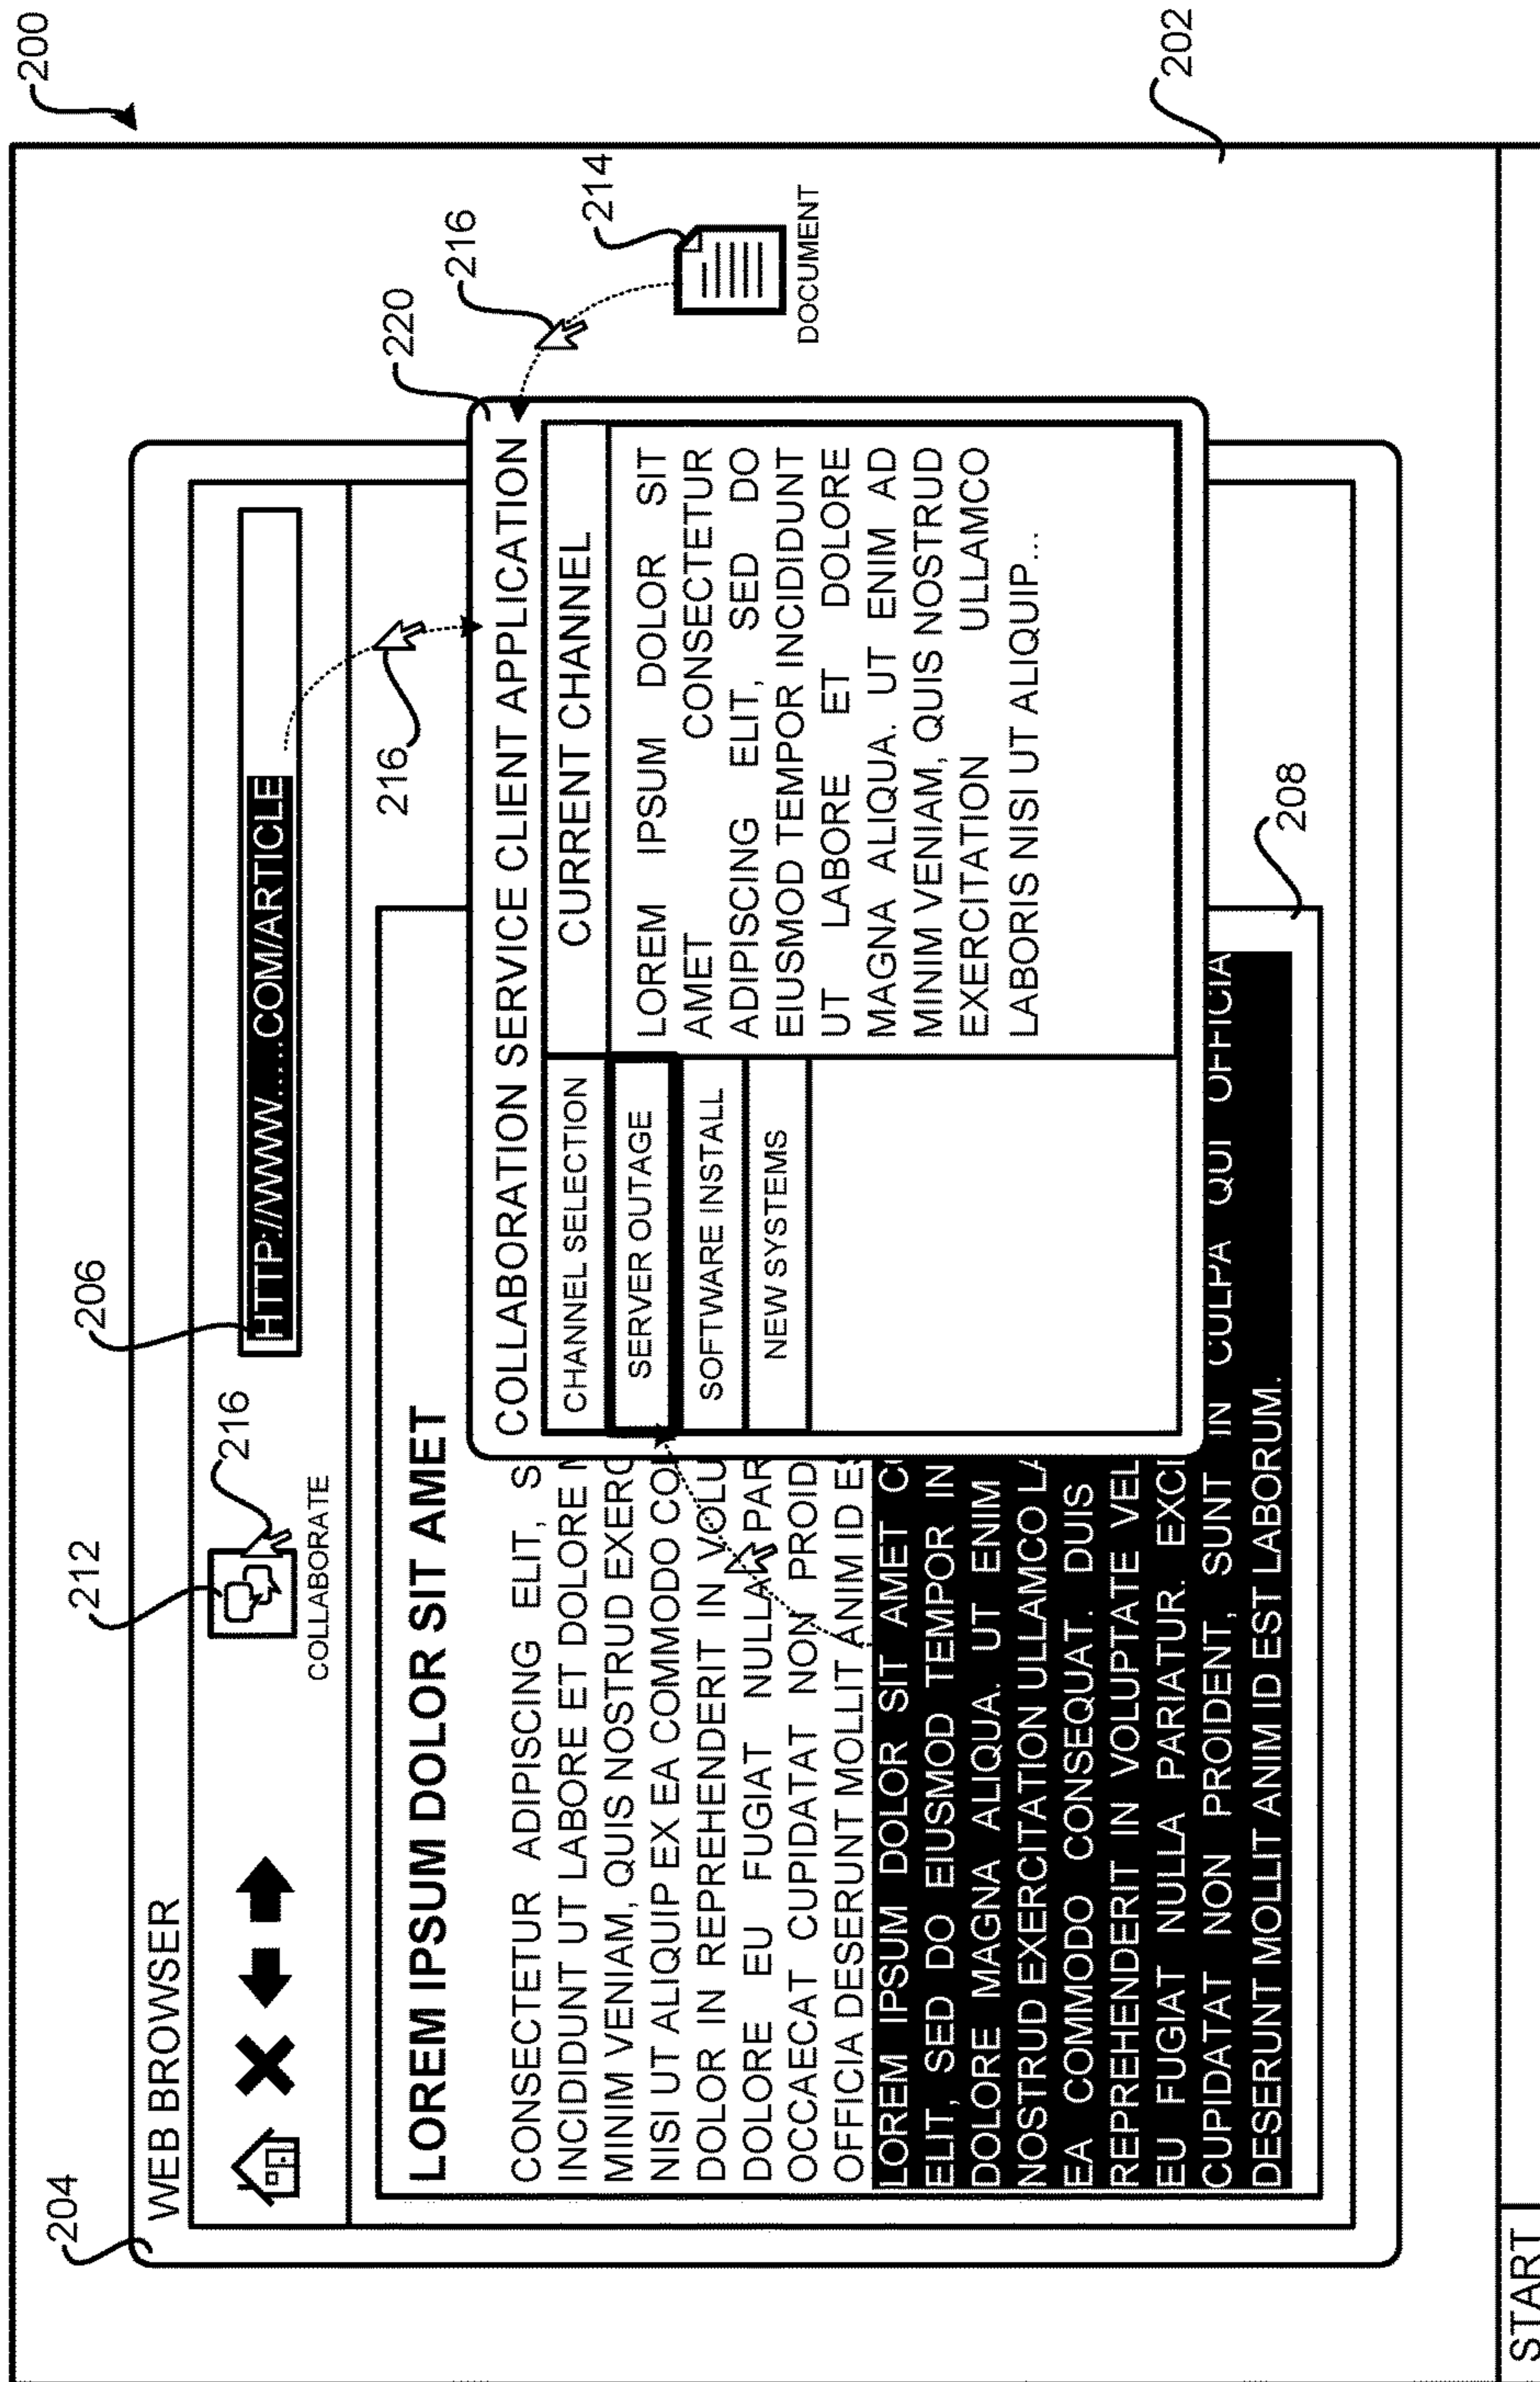 200
204
WEB BROWSER
212
216
COLLABORATE
206
HTTP://WWW.....COM/ARTICLE
216
220
216
214
DOCUMENT
202
LOREM IPSUM DOLOR SIT AMET
CONSECTETUR ADIPISCING ELIT, S
INCIDIDUNT UT LABORE ET DOLORE M
MINIM VENIAM, QUIS NOSTRUD EXERC
NISI UT ALIQUIP EX EA COMMODO CO
DOLOR IN REPREHENDERIT IN VOLU
DOLORE EU FUGIAT NULLA PAR
OCCAECAT CUPIDATAT NON PROID
OFFICIA DESERUNT MOLLIT ANIM ID ES
LOREM IPSUM DOLOR SIT AMET CO
ELIT, SED DO EIUSMOD TEMPOR IN
DOLORE MAGNA ALIQUA. UT ENIM
NOSTRUD EXERCITATION ULLAMCO LA
EA COMMODO CONSEQUAT. DUIS
REPREHENDERIT IN VOLUPTATE VEL
EU FUGIAT NULLA PARIATUR. EXCE
CUPIDATAT NON PROIDENT, SUNT IN CULPA QUI OFFICIA
DESERUNT MOLLIT ANIM ID EST LABORUM.
208
COLLABORATION SERVICE CLIENT APPLICATION
CHANNEL SELECTION
SERVER OUTAGE
SOFTWARE INSTALL
NEW SYSTEMS
CURRENT CHANNEL
LOREM IPSUM DOLOR SIT
AMET CONSECTETUR
ADIPISCING ELIT, SED DO
EIUSMOD TEMPOR INCIDIDUNT
UT LABORE ET DOLORE
MAGNA ALIQUA. UT ENIM AD
MINIM VENIAM, QUIS NOSTRUD
EXERCITATION ULLAMCO
LABORIS NISI UT ALIQUIP...
START